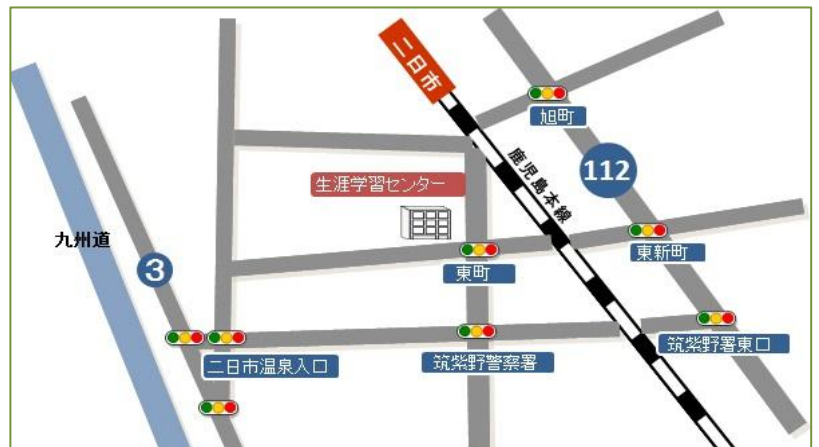 二日市
旭町
鹿児島本線
112
生涯学習センター
九州道
3
東町
東新町
二日市温泉入口
筑紫野警察署
筑紫野署東口